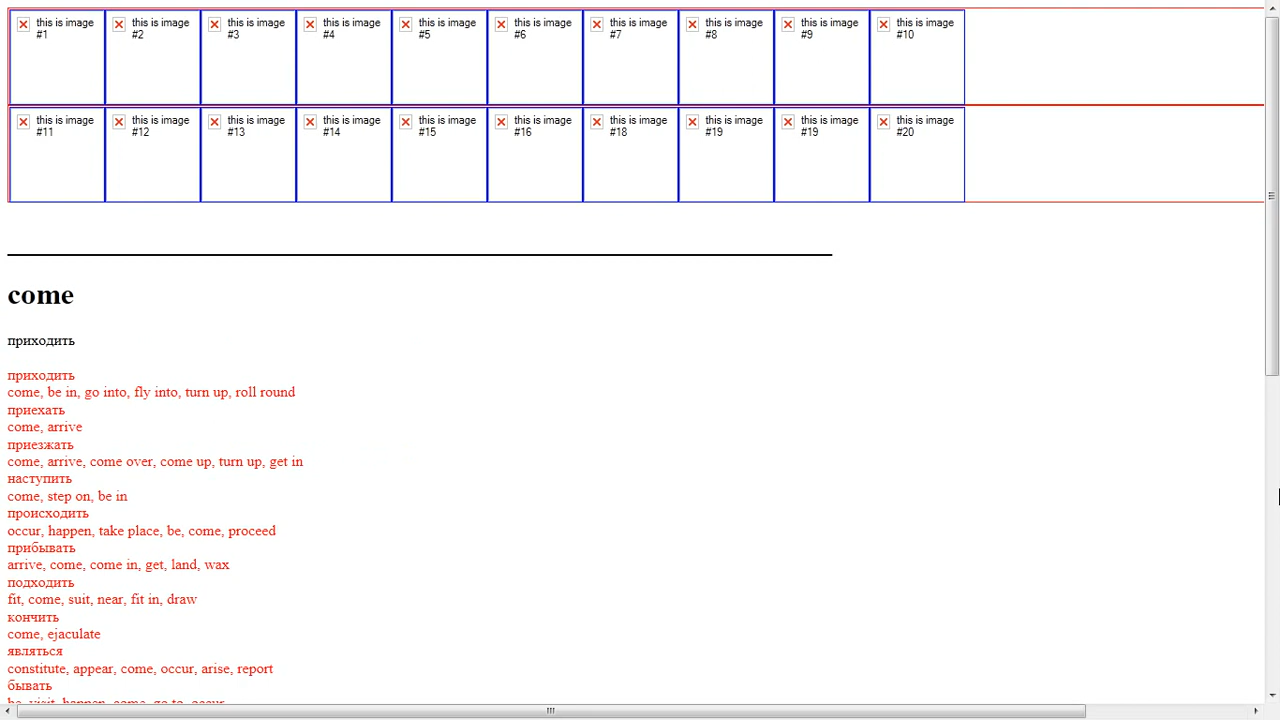 this is image #1 this is image #2 this is image #3 this is image #4 this is image #5 this is image #6 this is image #7 this is image #8 this is image #9 this is image #10
this is image #11 this is image #12 this is image #13 this is image #14 this is image #15 this is image #16 this is image #18 this is image #19 this is image #19 this is image #20
come
приходить
приходить
come, be in, go into, fly into, turn up, roll round
приехать
come, arrive
приезжать
come, arrive, come over, come up, turn up, get in
наступить
come, step on, be in
происходить
occur, happen, take place, be, come, proceed
прибывать
arrive, come, come in, get, land, wax
подходить
fit, come, suit, near, fit in, draw
кончить
come, ejaculate
являться
constitute, appear, come, occur, arise, report
бывать
be, visit, happen, come, go to, occur